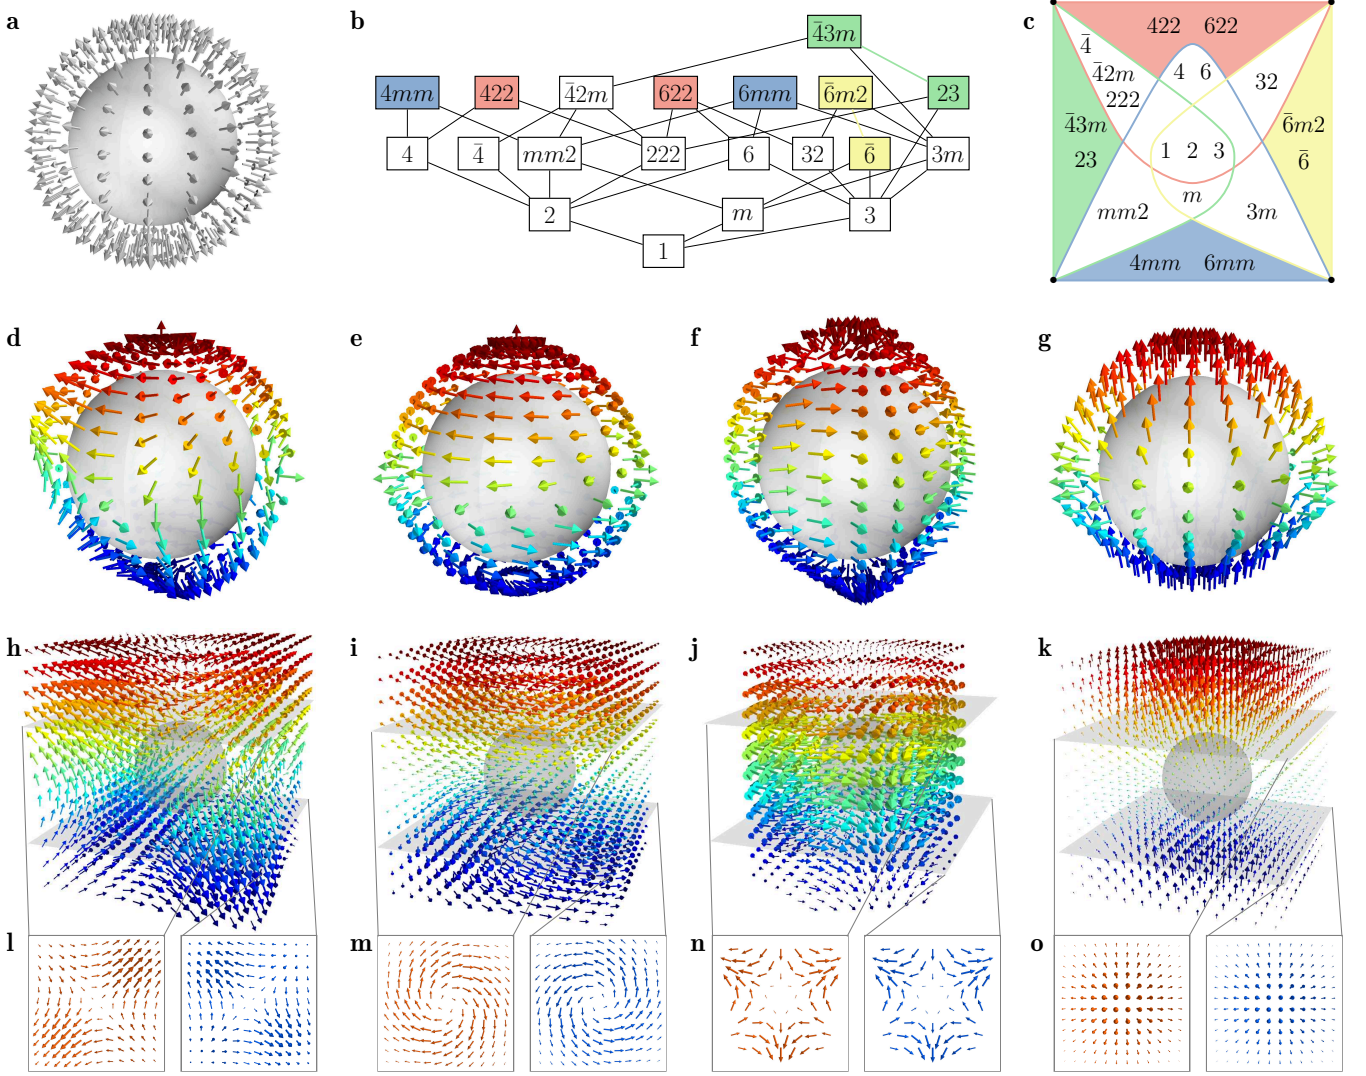 a
b
c
4̄3m
4mm 422 4̄2m 622 6mm 6̄m2 23
4 4̄ mm2 222 6 32 6̄ 3m
2 m 3
1
422 622
4̄
4̄2m
222
4 6
32
4̄3m
23
6̄m2
6̄
1 2 3
m
mm2
3m
4mm 6mm
d
e
f
g
h
i
j
k
l
m
n
o